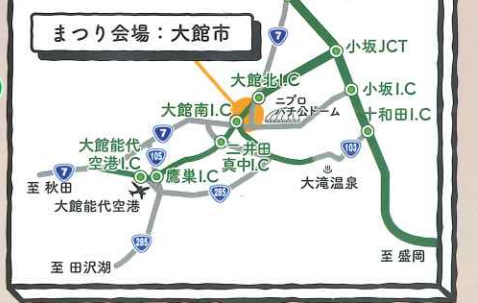 まつり会場：大館市
7
小坂JCT
大館北I.C
小坂I.C
ニプロ
ハチ公ドーム
大館南I.C
十和田I.C
7
大館能代
空港I.C
105
二井田
真中I.C
103
7
鷹巣I.C
大滝温泉
至 秋田
285
大館能代空港
285
至 田沢湖
至 盛岡